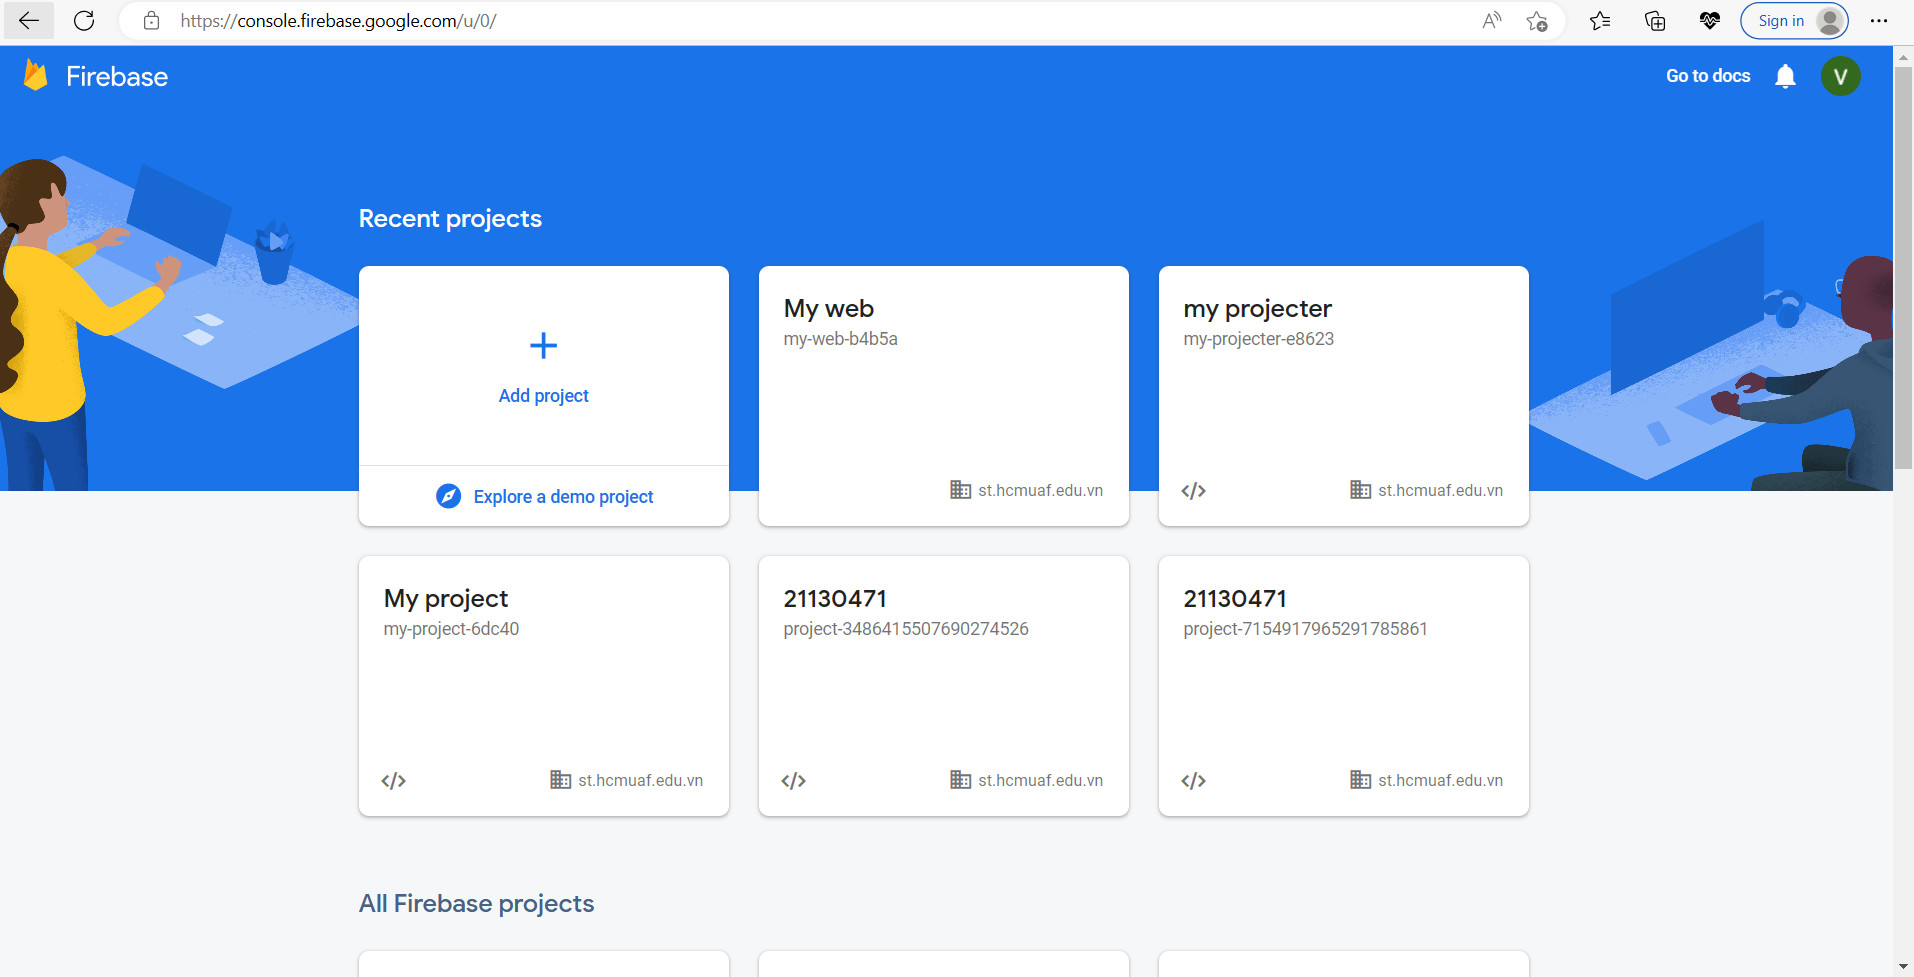 https://console.firebase.google.com/u/0/
Sign in
Firebase
Go to docs
V
Recent projects
Add project
Explore a demo project
My web
my-web-b4b5a
st.hcmuaf.edu.vn
my projecter
my-projecter-e8623
</> st.hcmuaf.edu.vn
My project
my-project-6dc40
</> st.hcmuaf.edu.vn
21130471
project-3486415507690274526
</> st.hcmuaf.edu.vn
21130471
project-7154917965291785861
</> st.hcmuaf.edu.vn
All Firebase projects